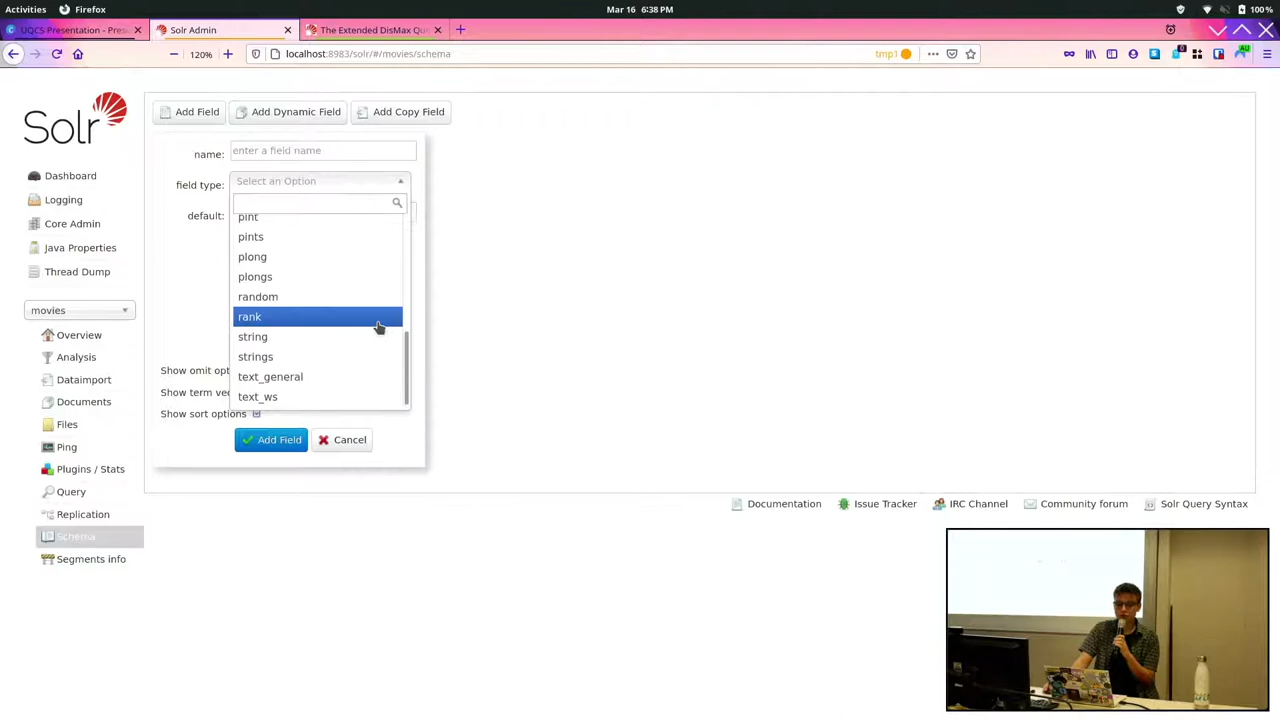 Activities
Firefox
Mar 16 6:38 PM
100%
UQCS Presentation - Prese
Solr Admin
The Extended DisMax Que
120%
localhost:8983/solr/#/movies/schema
tmp1
0
AU
Solr
Add Field
Add Dynamic Field
Add Copy Field
name:
enter a field name
field type:
Select an Option
default:
pint
pints
plong
plongs
random
rank
string
strings
text_general
text_ws
Show omit opt
Show term vec
Show sort options
Add Field
Cancel
Dashboard
Logging
Core Admin
Java Properties
Thread Dump
movies
Overview
Analysis
Dataimport
Documents
Files
Ping
Plugins / Stats
Query
Replication
Schema
Segments info
Documentation
Issue Tracker
IRC Channel
Community forum
Solr Query Syntax